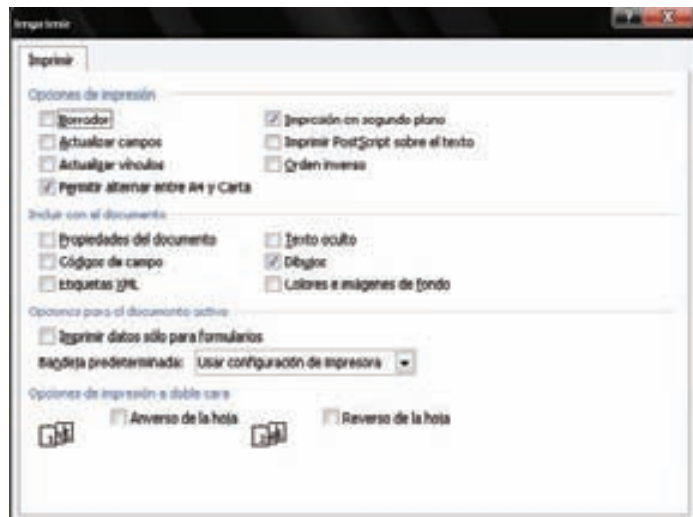 Imprimir
Imprimir
Opciones de impresión
Borrador
Impresión en segundo plano
Actualizar campos
Imprimir PostScript sobre el texto
Actualizar vínculos
Orden inverso
Permitir alternar entre A4 y Carta
Incluir con el documento
Propiedades del documento
Texto oculto
Códigos de campo
Dibujos
Etiquetas XML
Colores e imágenes de fondo
Opciones para el documento activo
Imprimir datos sólo para formularios
Bandeja predeterminada: Usar configuración de impresora
Opciones de impresión a doble cara
Anverso de la hoja
Reverso de la hoja